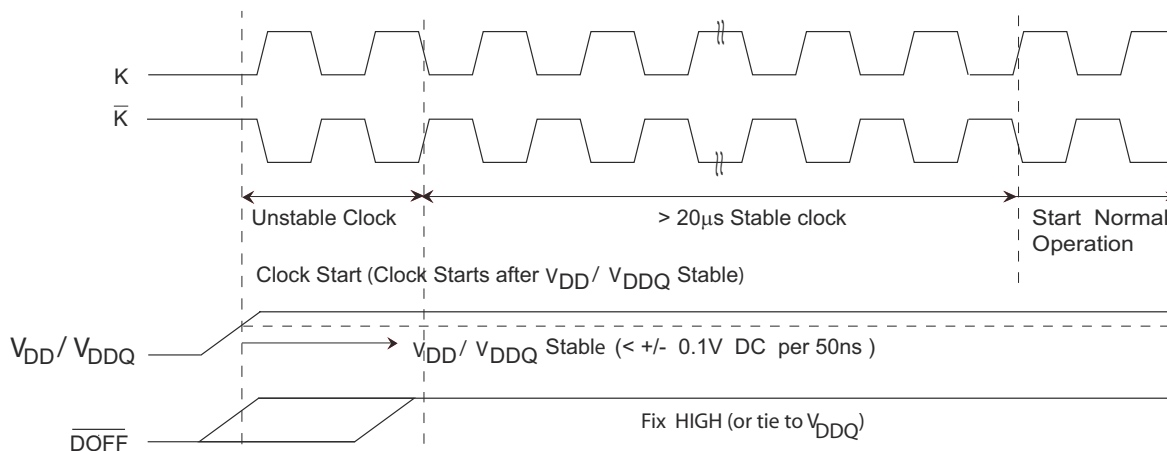 K
K̅
Unstable Clock
> 20μs Stable clock
Start Normal
Operation
Clock Start (Clock Starts after VDD / VDDQ Stable)
VDD / VDDQ
VDD / VDDQ Stable (< +/- 0.1V DC per 50ns )
D̅O̅F̅F̅
Fix HIGH (or tie to VDDQ)